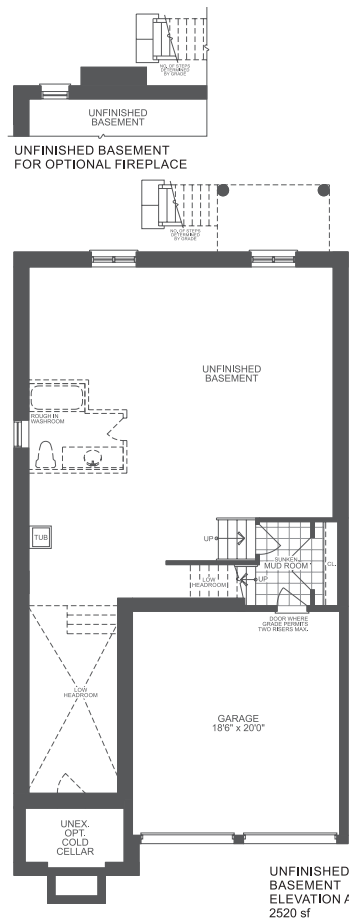 NO. OF STEPS
DETERMINED
BY GRADE
UNFINISHED
BASEMENT
UNFINISHED BASEMENT
FOR OPTIONAL FIREPLACE
NO. OF STEPS
DETERMINED
BY GRADE
UNFINISHED
BASEMENT
ROUGH IN
WASHROOM
TUB
UP
SUNKEN
MUD ROOM
CL.
LOW
HEADROOM
UP
DOOR WHERE
GRADE PERMITS
TWO RISERS MAX.
LOW
HEADROOM
GARAGE
18'6" x 20'0"
UNEX.
OPT.
COLD
CELLAR
UNFINISHED
BASEMENT
ELEVATION A
2520 sf